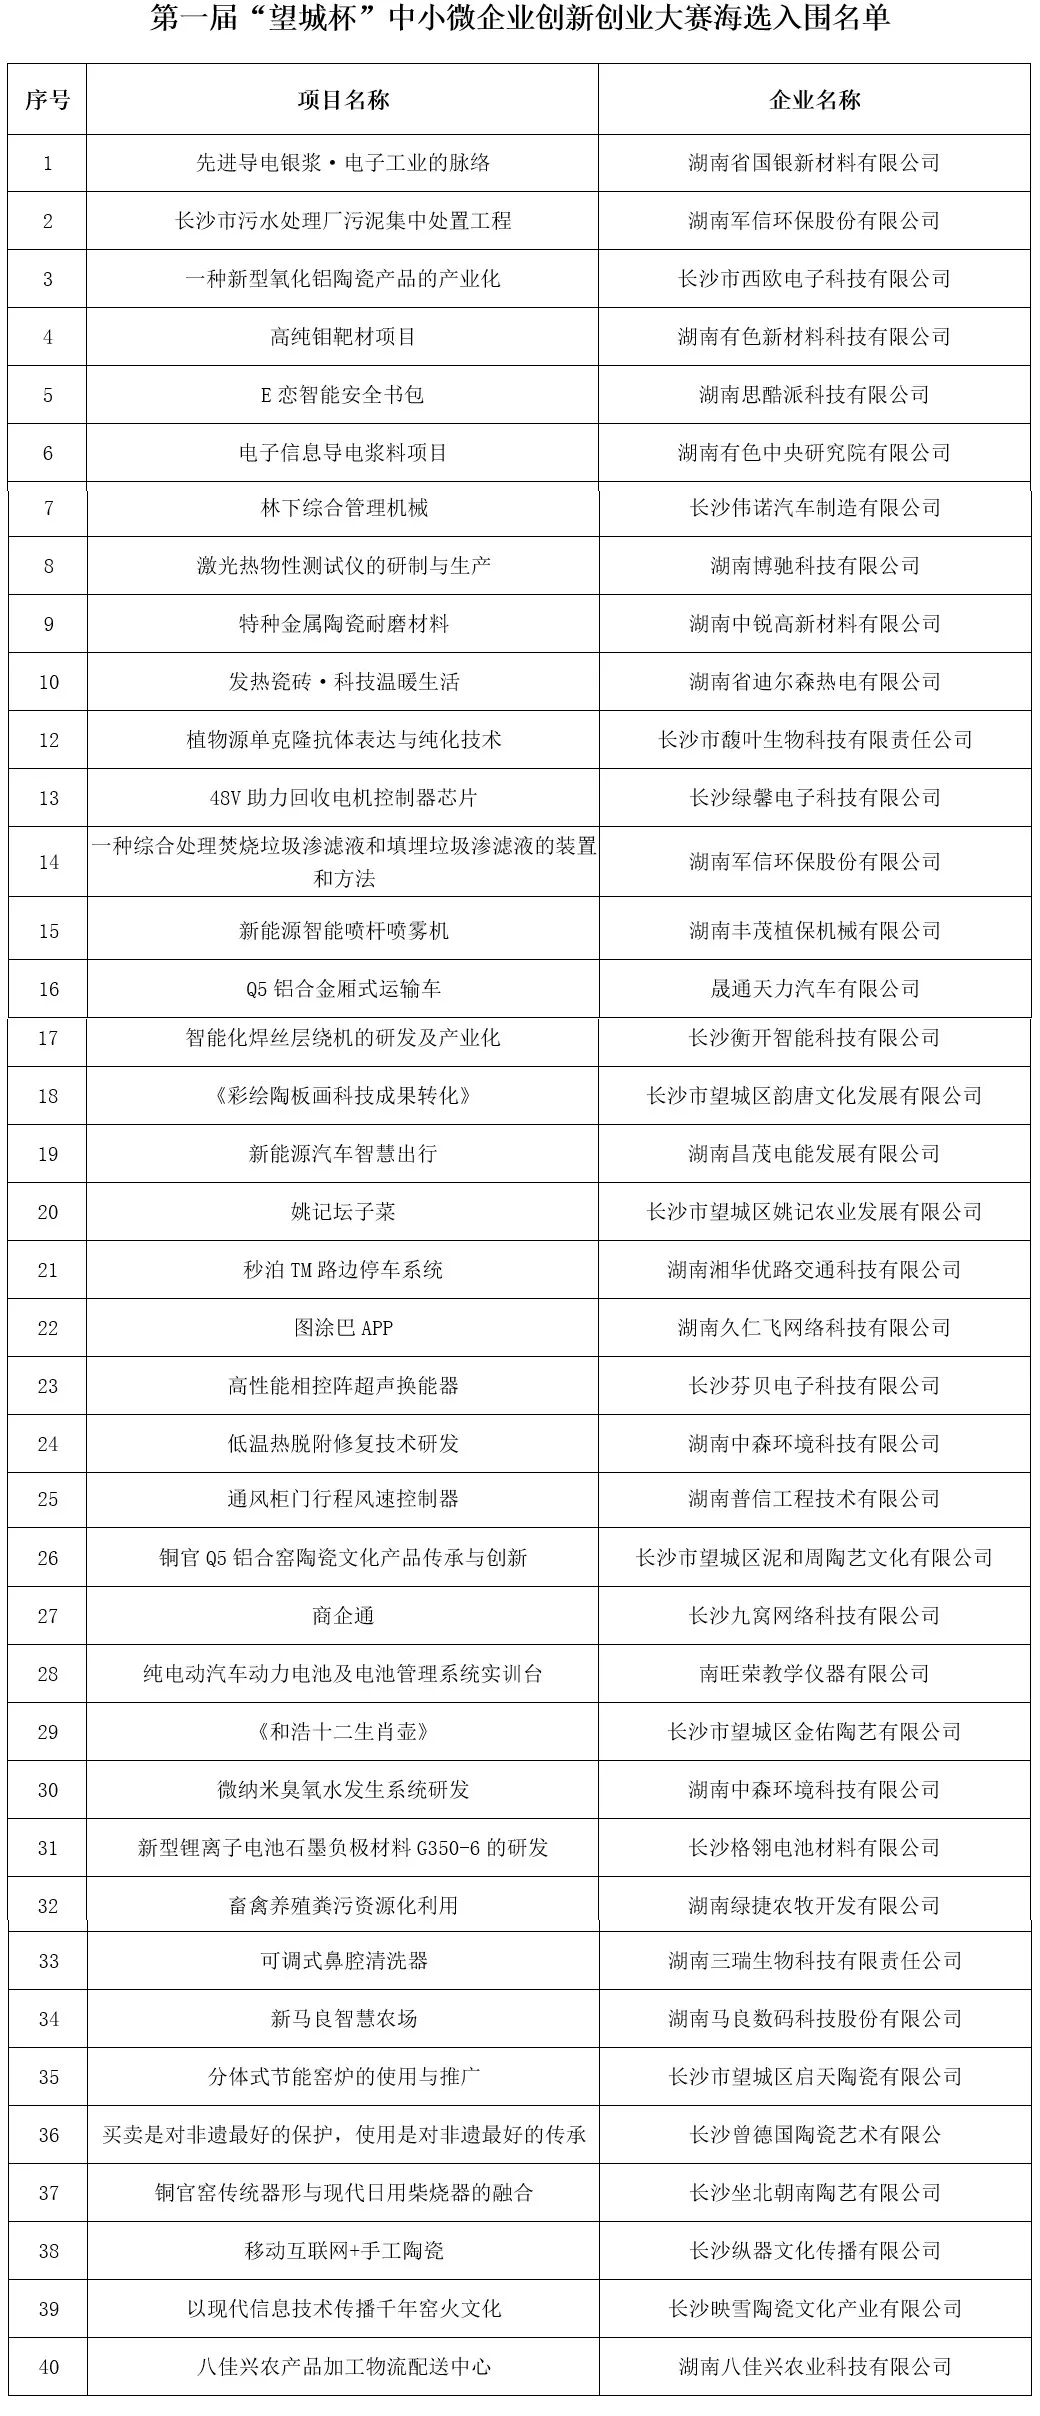 第一届“望城杯”中小微企业创新创业大赛海选入围名单
序号 项目名称 企业名称
1 先进导电银浆·电子工业的脉络 湖南省国银新材料有限公司
2 长沙市污水处理厂污泥集中处置工程 湖南军信环保股份有限公司
3 一种新型氧化铝陶瓷产品的产业化 长沙市西欧电子科技有限公司
4 高纯钼靶材项目 湖南有色新材料科技有限公司
5 E 恋智能安全书包 湖南思酷派科技有限公司
6 电子信息导电浆料项目 湖南有色中央研究院有限公司
7 林下综合管理机械 长沙伟诺汽车制造有限公司
8 激光热物性测试仪的研制与生产 湖南博驰科技有限公司
9 特种金属陶瓷耐磨材料 湖南中锐高新材料有限公司
10 发热瓷砖·科技温暖生活 湖南省迪尔森热电有限公司
12 植物源单克隆抗体表达与纯化技术 长沙市馥叶生物科技有限责任公司
13 48V 助力回收电机控制器芯片 长沙绿馨电子科技有限公司
14 一种综合处理焚烧垃圾渗滤液和填埋垃圾渗滤液的装置
和方法 湖南军信环保股份有限公司
15 新能源智能喷杆喷雾机 湖南丰茂植保机械有限公司
16 Q5 铝合金厢式运输车 晟通天力汽车有限公司
17 智能化焊丝层绕机的研发及产业化 长沙衡开智能科技有限公司
18 《彩绘陶板画科技成果转化》 长沙市望城区韵唐文化发展有限公司
19 新能源汽车智慧出行 湖南昌茂电能发展有限公司
20 姚记坛子菜 长沙市望城区姚记农业发展有限公司
21 秒泊 TM 路边停车系统 湖南湘华优路交通科技有限公司
22 图涂巴 APP 湖南久仁飞网络科技有限公司
23 高性能相控阵超声换能器 长沙芬贝电子科技有限公司
24 低温热脱附修复技术研发 湖南中森环境科技有限公司
25 通风柜门行程风速控制器 湖南普信工程技术有限公司
26 铜官 Q5 铝合窑陶瓷文化产品传承与创新 长沙市望城区泥和周陶艺文化有限公司
27 商企通 长沙九窝网络科技有限公司
28 纯电动汽车动力电池及电池管理系统实训台 南旺荣教学仪器有限公司
29 《和浩十二生肖壶》 长沙市望城区金佑陶艺有限公司
30 微纳米臭氧水发生系统研发 湖南中森环境科技有限公司
31 新型锂离子电池石墨负极材料 G350-6 的研发 长沙格翎电池材料有限公司
32 畜禽养殖粪污资源化利用 湖南绿捷农牧开发有限公司
33 可调式鼻腔清洗器 湖南三瑞生物科技有限责任公司
34 新马良智慧农场 湖南马良数码科技股份有限公司
35 分体式节能窑炉的使用与推广 长沙市望城区启天陶瓷有限公司
36 买卖是对非遗最好的保护，使用是对非遗最好的传承 长沙曾德国陶瓷艺术有限公
37 铜官窑传统器形与现代日用柴烧器的融合 长沙坐北朝南陶艺有限公司
38 移动互联网+手工陶瓷 长沙纵器文化传播有限公司
39 以现代信息技术传播千年窑火文化 长沙映雪陶瓷文化产业有限公司
40 八佳兴农产品加工物流配送中心 湖南八佳兴农业科技有限公司